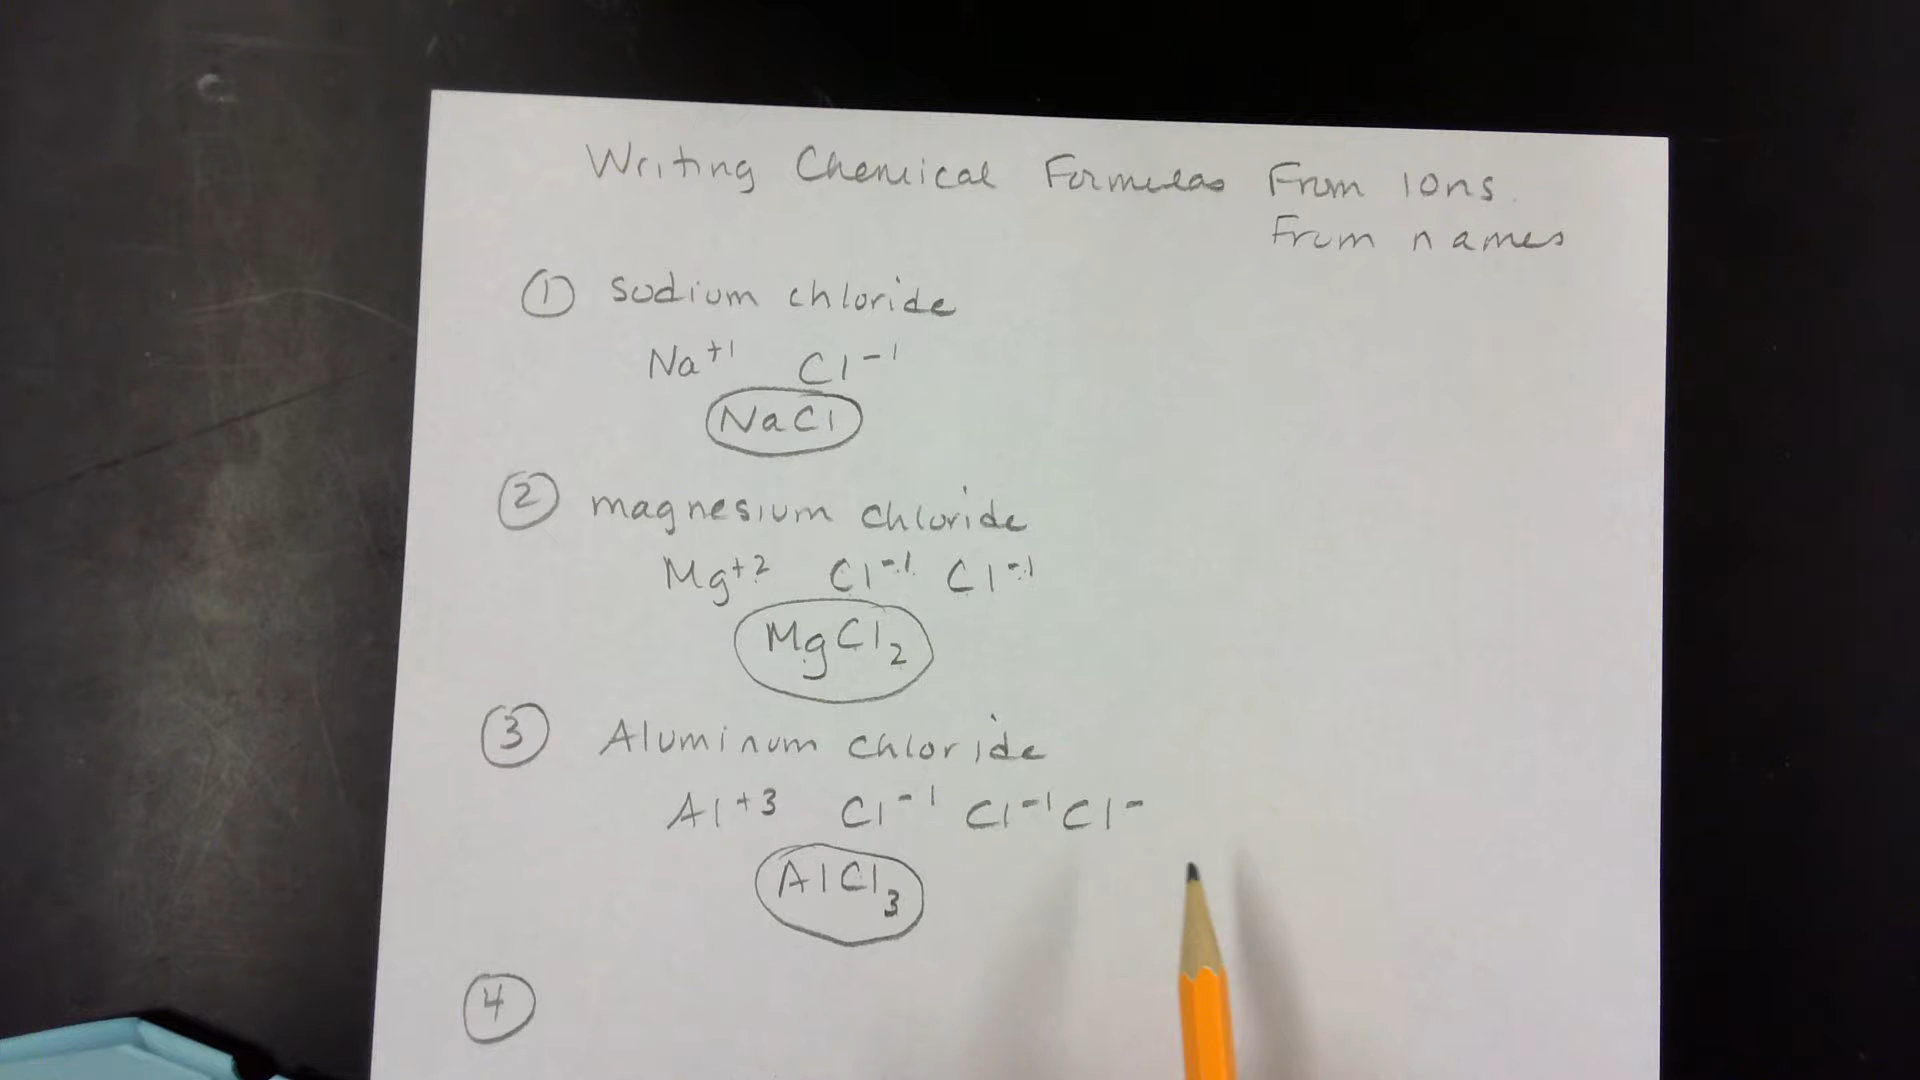 Writing Chemical Formulas From Ions.
From names
① sodium chloride
Na⁺¹ Cl⁻¹
NaCl
② magnesium chloride
Mg⁺² Cl⁻¹ Cl⁻¹
MgCl₂
③ Aluminum chloride
Al⁺³ Cl⁻¹ Cl⁻¹ Cl⁻
AlCl₃
④